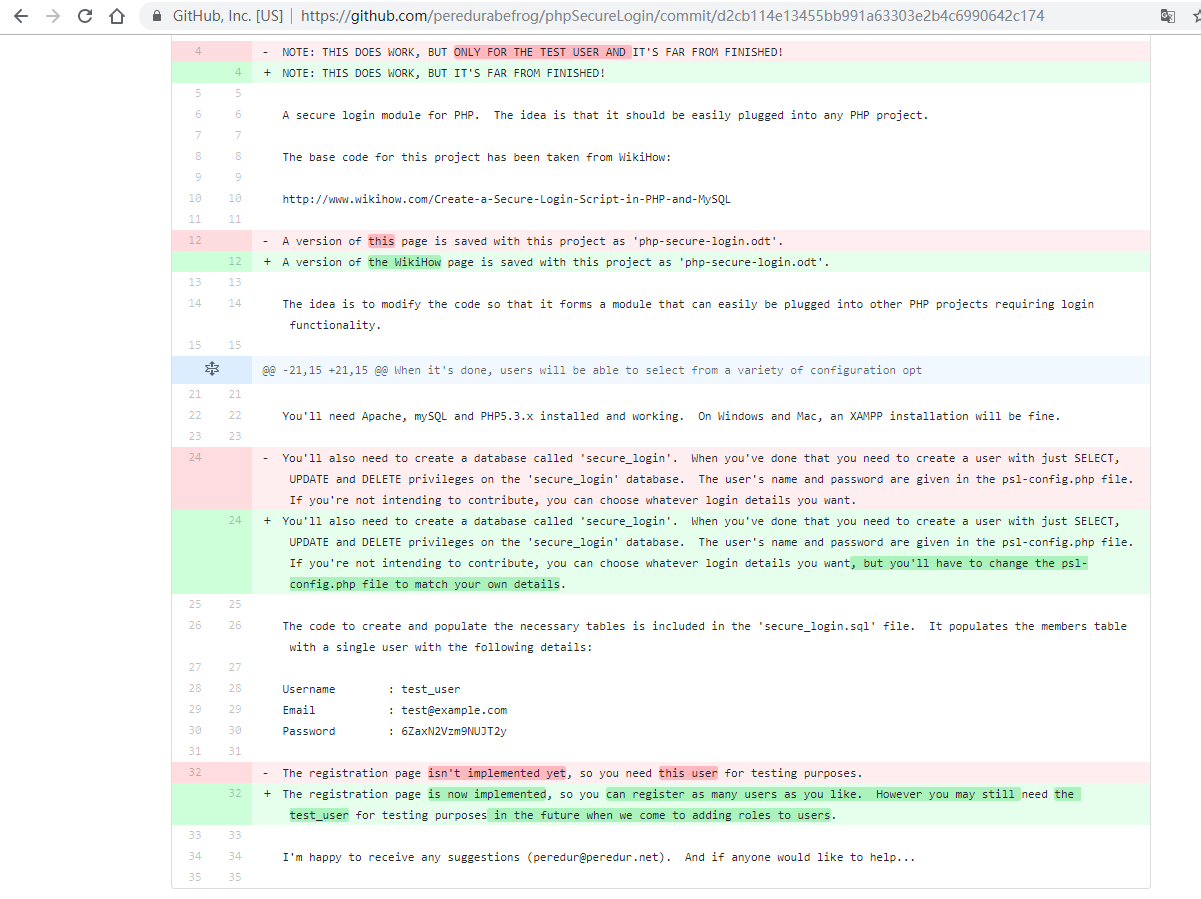 GitHub, Inc. [US] | https://github.com/peredurabefrog/phpSecureLogin/commit/d2cb114e13455bb991a63303e2b4c6990642c174
4 - NOTE: THIS DOES WORK, BUT ONLY FOR THE TEST USER AND IT'S FAR FROM FINISHED!
4 + NOTE: THIS DOES WORK, BUT IT'S FAR FROM FINISHED!
5 5
6 6 A secure login module for PHP.  The idea is that it should be easily plugged into any PHP project.
7 7
8 8 The base code for this project has been taken from WikiHow:
9 9
10 10 http://www.wikihow.com/Create-a-Secure-Login-Script-in-PHP-and-MySQL
11 11
12 - A version of this page is saved with this project as 'php-secure-login.odt'.
12 + A version of the WikiHow page is saved with this project as 'php-secure-login.odt'.
13 13
14 14 The idea is to modify the code so that it forms a module that can easily be plugged into other PHP projects requiring login
functionality.
15 15
@@ -21,15 +21,15 @@ When it's done, users will be able to select from a variety of configuration opt
21 21
22 22 You'll need Apache, mySQL and PHP5.3.x installed and working.  On Windows and Mac, an XAMPP installation will be fine.
23 23
24 - You'll also need to create a database called 'secure_login'.  When you've done that you need to create a user with just SELECT,
UPDATE and DELETE privileges on the 'secure_login' database.  The user's name and password are given in the psl-config.php file.
If you're not intending to contribute, you can choose whatever login details you want.
24 + You'll also need to create a database called 'secure_login'.  When you've done that you need to create a user with just SELECT,
UPDATE and DELETE privileges on the 'secure_login' database.  The user's name and password are given in the psl-config.php file.
If you're not intending to contribute, you can choose whatever login details you want, but you'll have to change the psl-
config.php file to match your own details.
25 25
26 26 The code to create and populate the necessary tables is included in the 'secure_login.sql' file.  It populates the members table
with a single user with the following details:
27 27
28 28 Username : test_user
29 29 Email : test@example.com
30 30 Password : 6ZaxN2Vzm9NUJT2y
31 31
32 - The registration page isn't implemented yet, so you need this user for testing purposes.
32 + The registration page is now implemented, so you can register as many users as you like.  However you may still need the
test_user for testing purposes in the future when we come to adding roles to users.
33 33
34 34 I'm happy to receive any suggestions (peredur@peredur.net).  And if anyone would like to help...
35 35